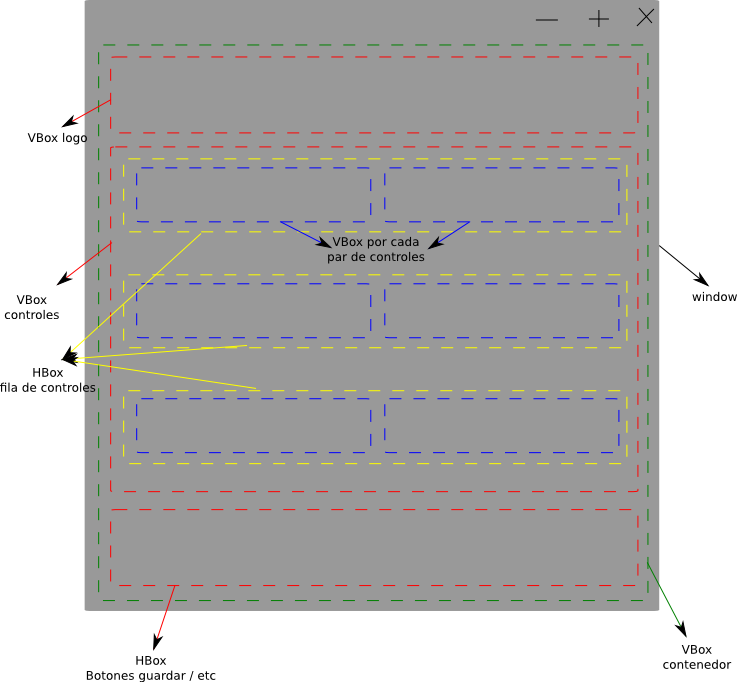 VBox logo
VBox por cada
par de controles
VBox
controles
window
HBox
fila de controles
HBox
Botones guardar / etc
VBox
contenedor